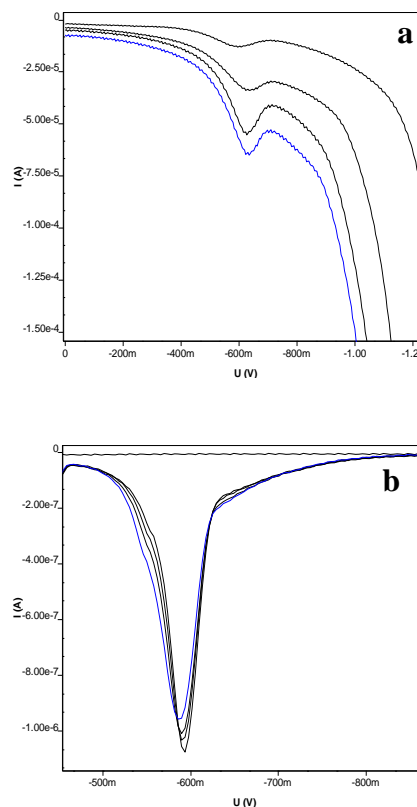 a
0
-2.50e-5
-5.00e-5
-7.50e-5
-1.00e-4
-1.25e-4
-1.50e-4
I (A)
0 -200m -400m -600m -800m -1.00 -1.2
U (V)
b
0
-2.00e-7
-4.00e-7
-6.00e-7
-8.00e-7
-1.00e-6
I (A)
-500m -600m -700m -800m
U (V)